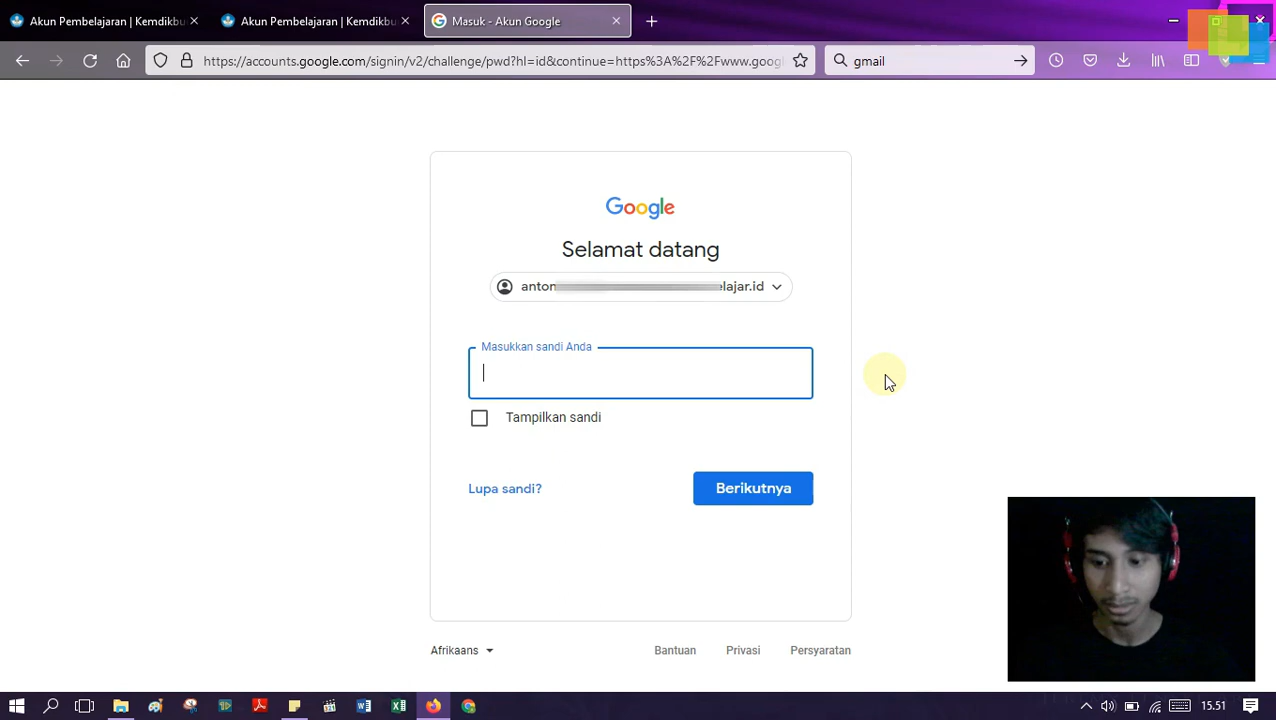 Akun Pembelajaran | Kemdikbu
Akun Pembelajaran | Kemdikbu
Masuk - Akun Google
https://accounts.google.com/signin/v2/challenge/pwd?hl=id&continue=https%3A%2F%2Fwww.googl
gmail
Google
Selamat datang
anton
elajar.id
Masukkan sandi Anda
Tampilkan sandi
Lupa sandi?
Berikutnya
Afrikaans
Bantuan
Privasi
Persyaratan
15.51